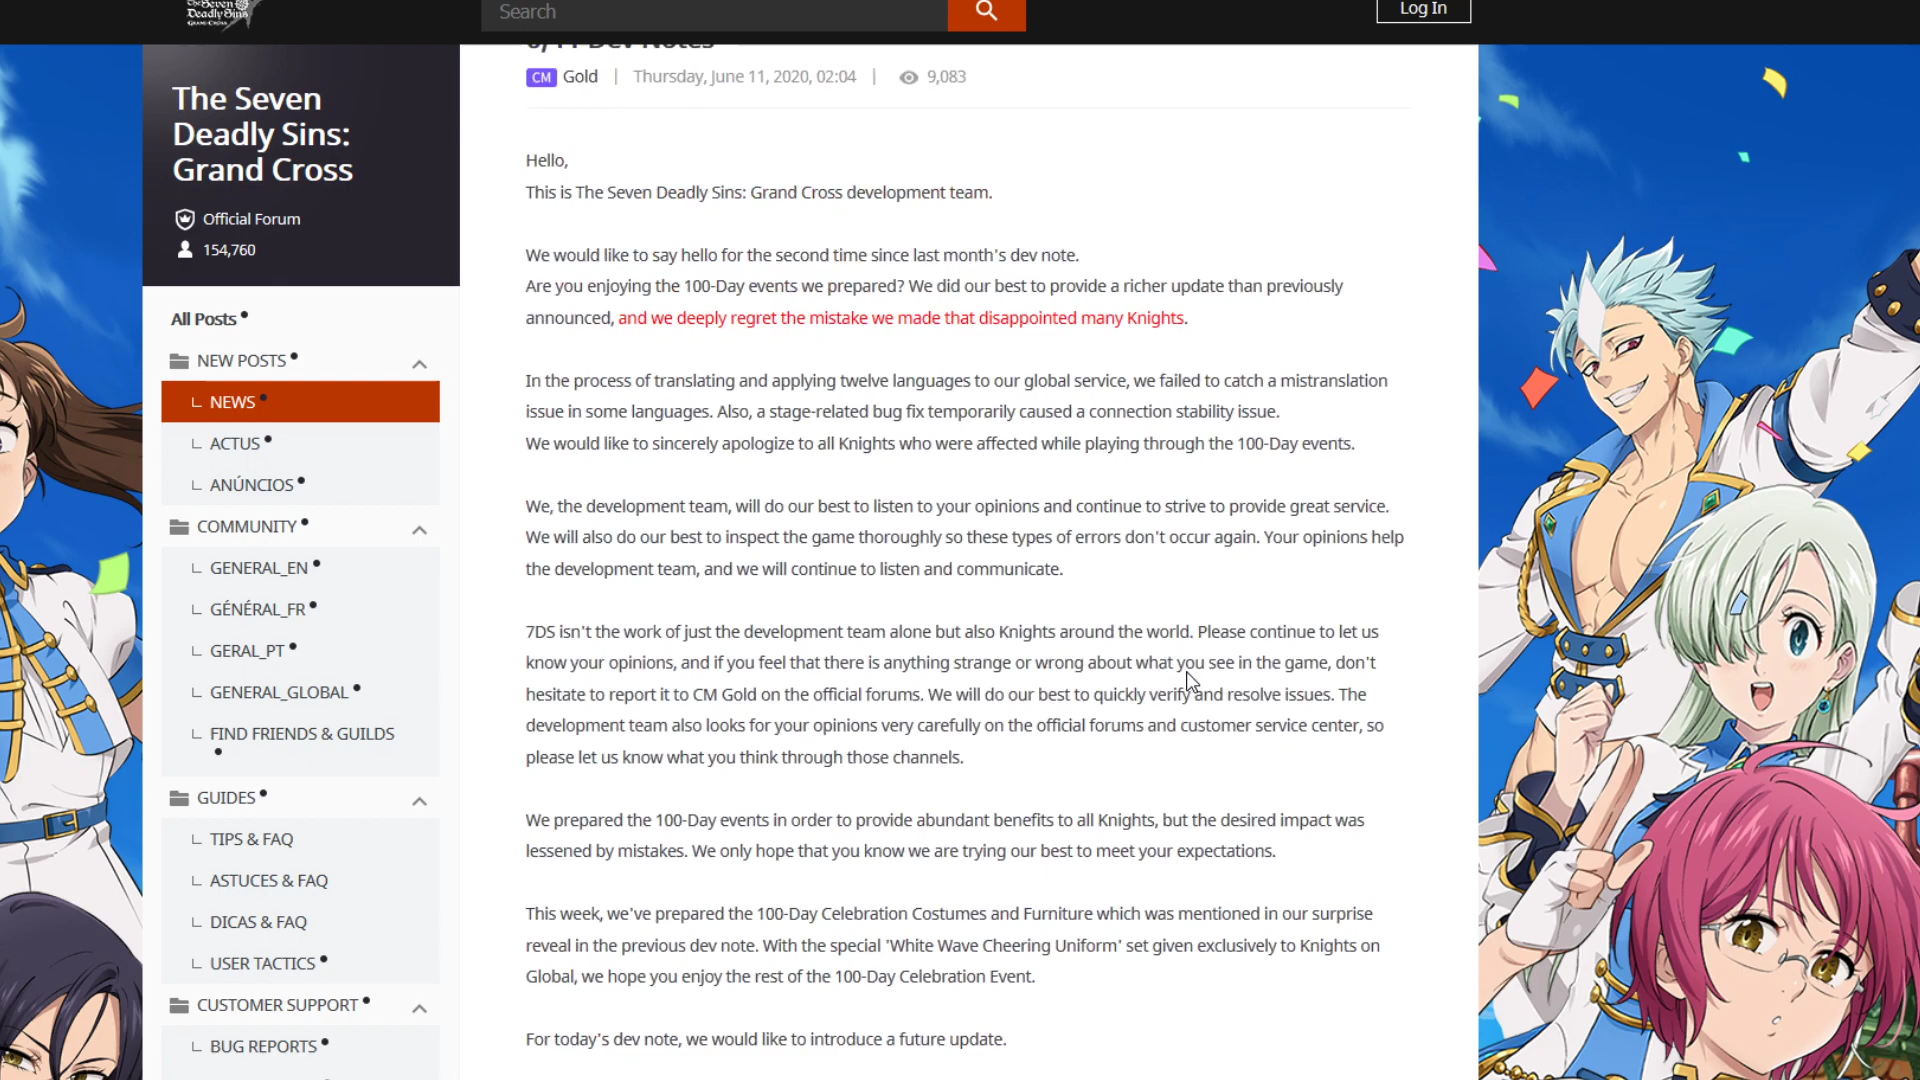 The Seven
Deadly Sins
GRAND CROSS
Search
Log In
6/11 Dev Notes
CM Gold | Thursday, June 11, 2020, 02:04 | 9,083
The Seven
Deadly Sins:
Grand Cross
Official Forum
154,760
All Posts
NEW POSTS
NEWS
ACTUS
ANÚNCIOS
COMMUNITY
GENERAL_EN
GÉNÉRAL_FR
GERAL_PT
GENERAL_GLOBAL
FIND FRIENDS & GUILDS
GUIDES
TIPS & FAQ
ASTUCES & FAQ
DICAS & FAQ
USER TACTICS
CUSTOMER SUPPORT
BUG REPORTS
Hello,
This is The Seven Deadly Sins: Grand Cross development team.
We would like to say hello for the second time since last month's dev note.
Are you enjoying the 100-Day events we prepared? We did our best to provide a richer update than previously
announced, and we deeply regret the mistake we made that disappointed many Knights.
In the process of translating and applying twelve languages to our global service, we failed to catch a mistranslation
issue in some languages. Also, a stage-related bug fix temporarily caused a connection stability issue.
We would like to sincerely apologize to all Knights who were affected while playing through the 100-Day events.
We, the development team, will do our best to listen to your opinions and continue to strive to provide great service.
We will also do our best to inspect the game thoroughly so these types of errors don't occur again. Your opinions help
the development team, and we will continue to listen and communicate.
7DS isn't the work of just the development team alone but also Knights around the world. Please continue to let us
know your opinions, and if you feel that there is anything strange or wrong about what you see in the game, don't
hesitate to report it to CM Gold on the official forums. We will do our best to quickly verify and resolve issues. The
development team also looks for your opinions very carefully on the official forums and customer service center, so
please let us know what you think through those channels.
We prepared the 100-Day events in order to provide abundant benefits to all Knights, but the desired impact was
lessened by mistakes. We only hope that you know we are trying our best to meet your expectations.
This week, we've prepared the 100-Day Celebration Costumes and Furniture which was mentioned in our surprise
reveal in the previous dev note. With the special 'White Wave Cheering Uniform' set given exclusively to Knights on
Global, we hope you enjoy the rest of the 100-Day Celebration Event.
For today's dev note, we would like to introduce a future update.